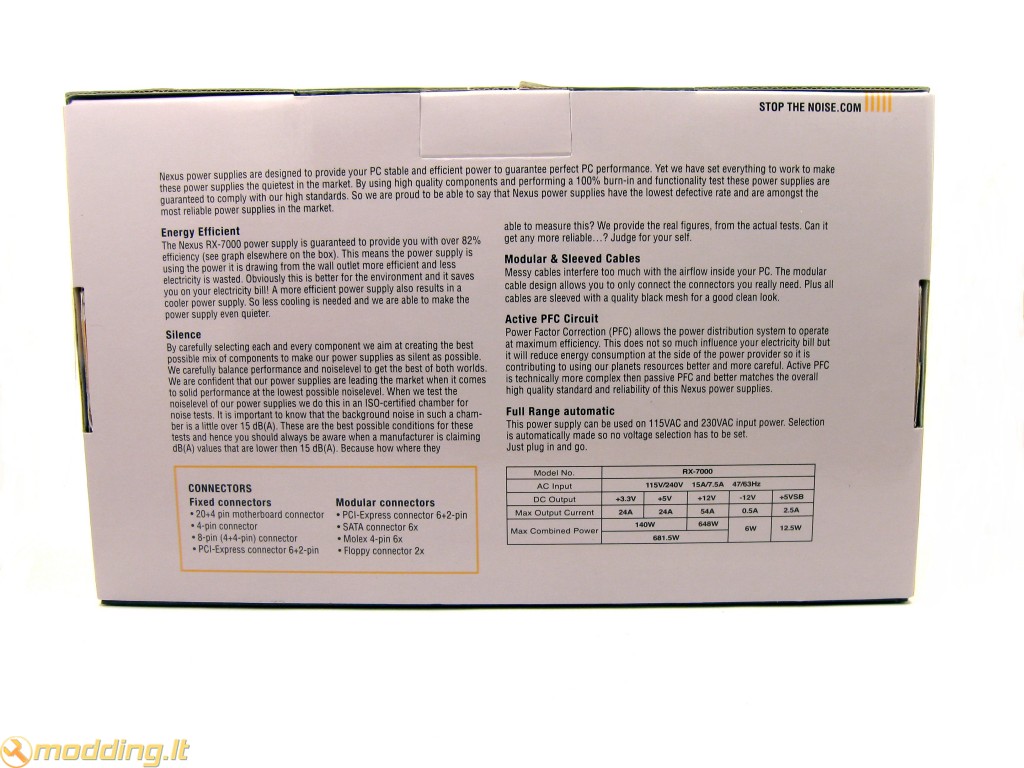 STOP THE NOISE.COM
Nexus power supplies are designed to provide your PC stable and efficient power to guarantee perfect PC performance. Yet we have set everything to work to make
these power supplies the quietest in the market. By using high quality components and performing a 100% burn-in and functionality test these power supplies are
guaranteed to comply with our high standards. So we are proud to be able to say that Nexus power supplies have the lowest defective rate and are amongst the
most reliable power supplies in the market.
Energy Efficient
The Nexus RX-7000 power supply is guaranteed to provide you with over 82%
efficiency (see graph elsewhere on the box). This means the power supply is
using the power it is drawing from the wall outlet more efficient and less
electricity is wasted. Obviously this is better for the environment and it saves
you on your electricity bill! A more efficient power supply also results in a
cooler power supply. So less cooling is needed and we are able to make the
power supply even quieter.
Silence
By carefully selecting each and every component we aim at creating the best
possible mix of components to make our power supplies as silent as possible.
We carefully balance performance and noiselevel to get the best of both worlds.
We are confident that our power supplies are leading the market when it comes
to solid performance at the lowest possible noiselevel. When we test the
noiselevel of our power supplies we do this in an ISO-certified chamber for
noise tests. It is important to know that the background noise in such a cham-
ber is a little over 15 dB(A). These are the best possible conditions for these
tests and hence you should always be aware when a manufacturer is claiming
dB(A) values that are lower then 15 dB(A). Because how where they
able to measure this? We provide the real figures, from the actual tests. Can it
get any more reliable...? Judge for your self.
Modular & Sleeved Cables
Messy cables interfere too much with the airflow inside your PC. The modular
cable design allows you to only connect the connectors you really need. Plus all
cables are sleeved with a quality black mesh for a good clean look.
Active PFC Circuit
Power Factor Correction (PFC) allows the power distribution system to operate
at maximum efficiency. This does not so much influence your electricity bill but
it will reduce energy consumption at the side of the power provider so it is
contributing to using our planets resources better and more careful. Active PFC
is technically more complex then passive PFC and better matches the overall
high quality standard and reliability of this Nexus power supplies.
Full Range automatic
This power supply can be used on 115VAC and 230VAC input power. Selection
is automatically made so no voltage selection has to be set.
Just plug in and go.
CONNECTORS
Fixed connectors
• 20+4 pin motherboard connector
• 4-pin connector
• 8-pin (4+4-pin) connector
• PCI-Express connector 6+2-pin
Modular connectors
• PCI-Express connector 6+2-pin
• SATA connector 6x
• Molex 4-pin 6x
• Floppy connector 2x
Model No. RX-7000
AC Input 115V/240V 15A/7.5A 47/63Hz
DC Output +3.3V +5V +12V -12V +5VSB
Max Output Current 24A 24A 54A 0.5A 2.5A
Max Combined Power 140W 648W 6W 12.5W
681.5W
modding.lt